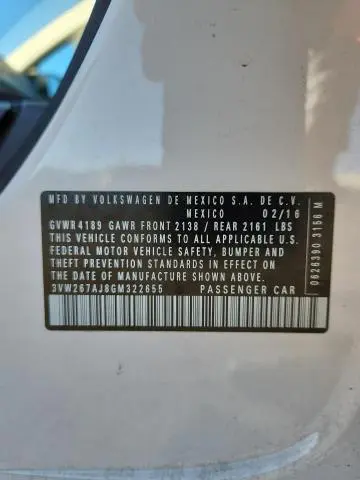 MFD BY VOLKSWAGEN DE MEXICO S.A. DE C.V.
MEXICO 02/16
GVWR 4189 GAWR FRONT 2138 / REAR 2161 LBS
THIS VEHICLE CONFORMS TO ALL APPLICABLE U.S.
FEDERAL MOTOR VEHICLE SAFETY, BUMPER AND
THEFT PREVENTION STANDARDS IN EFFECT ON THE
DATE OF MANUFACTURE SHOWN ABOVE.
3VW267AJ8GM322655 PASSENGER CAR
0626390 3156 M